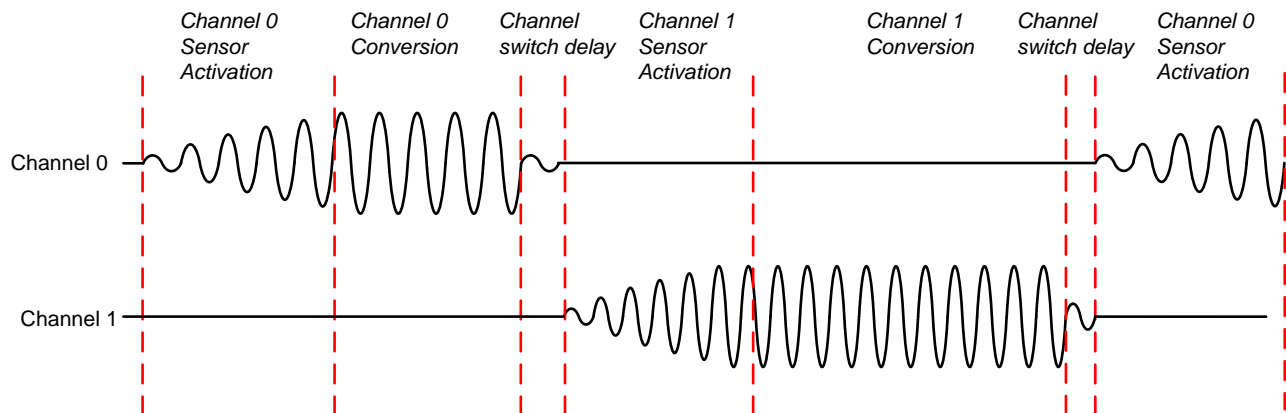 Channel 0
Sensor
Activation
Channel 0
Conversion
Channel
switch delay
Channel 1
Sensor
Activation
Channel 1
Conversion
Channel
switch delay
Channel 0
Sensor
Activation
Channel 0
Channel 1